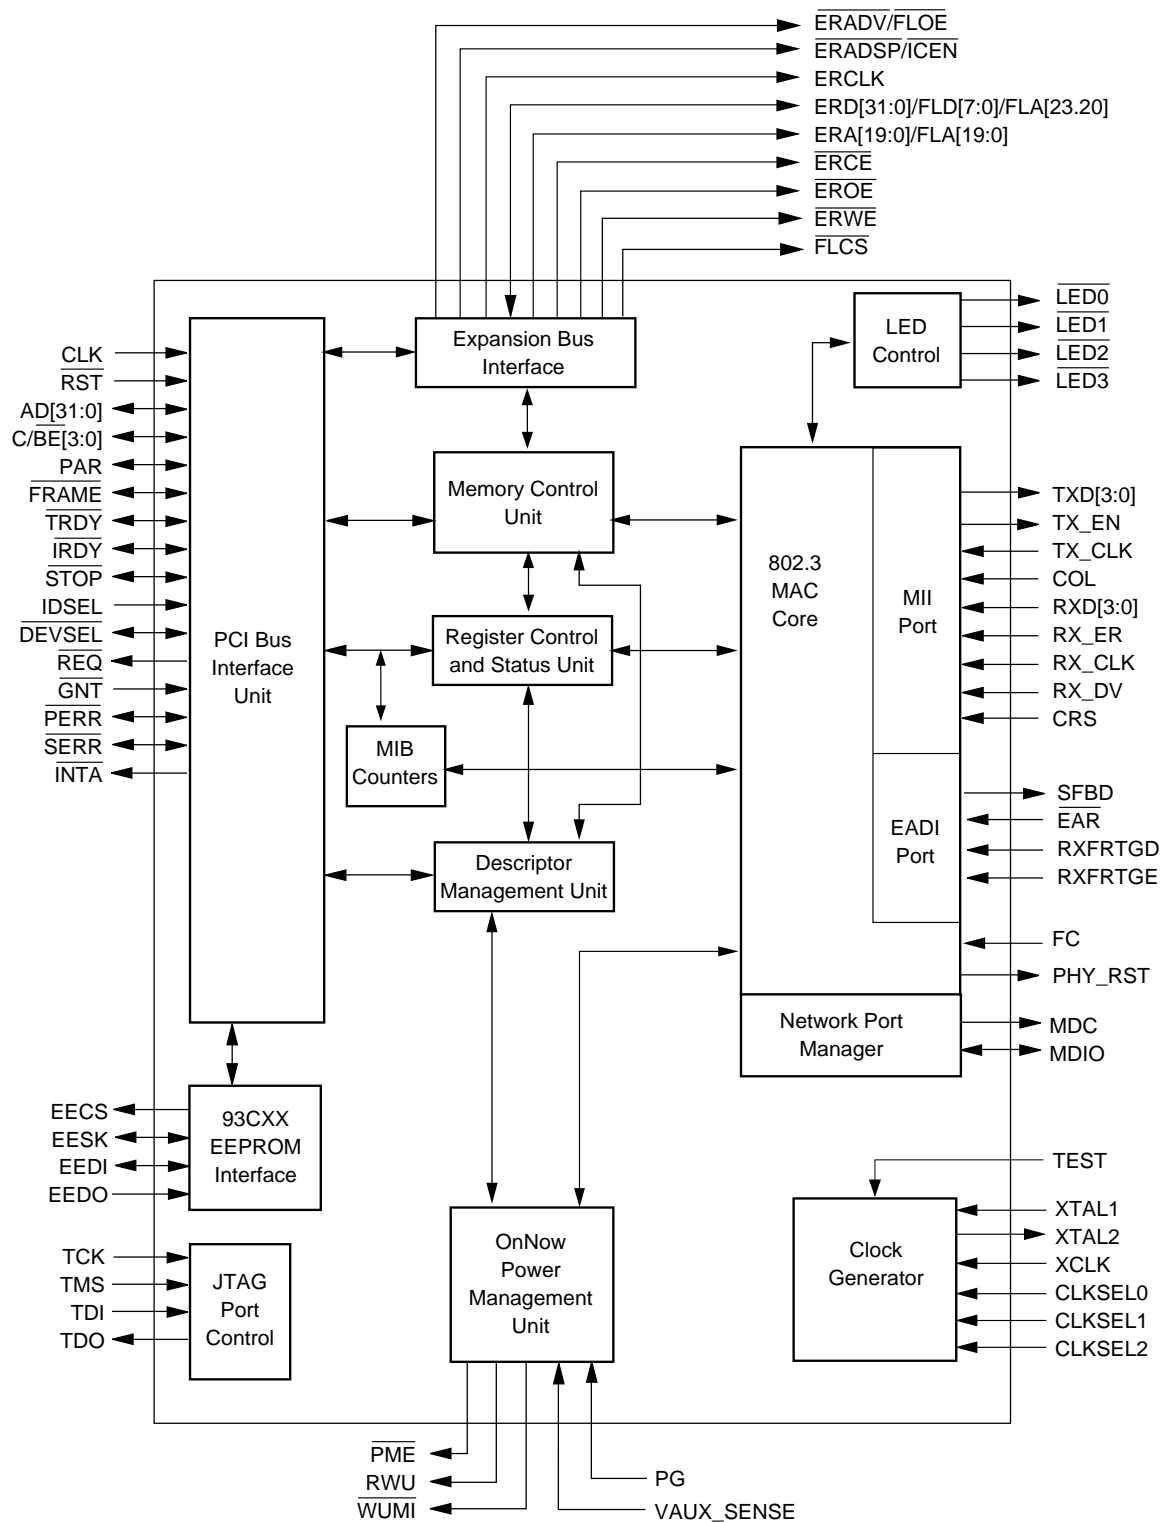 ERADV/FLOE
ERADSP/ICEN
ERCLK
ERD[31:0]/FLD[7:0]/FLA[23.20]
ERA[19:0]/FLA[19:0]
ERCE
EROE
ERWE
FLCS
CLK
RST
AD[31:0]
C/BE[3:0]
PAR
FRAME
TRDY
IRDY
STOP
IDSEL
DEVSEL
REQ
GNT
PERR
SERR
INTA
PCI Bus
Interface
Unit
Expansion Bus
Interface
Memory Control
Unit
Register Control
and Status Unit
MIB
Counters
Descriptor
Management Unit
LED
Control
LED0
LED1
LED2
LED3
802.3
MAC
Core
MII
Port
TXD[3:0]
TX_EN
TX_CLK
COL
RXD[3:0]
RX_ER
RX_CLK
RX_DV
CRS
EADI
Port
SFBD
EAR
RXFRTGD
RXFRTGE
FC
PHY_RST
Network Port
Manager
MDC
MDIO
EECS
EESK
EEDI
EEDO
93CXX
EEPROM
Interface
TCK
TMS
TDI
TDO
JTAG
Port
Control
OnNow
Power
Management
Unit
Clock
Generator
TEST
XTAL1
XTAL2
XCLK
CLKSEL0
CLKSEL1
CLKSEL2
PME
RWU
WUMI
PG
VAUX_SENSE